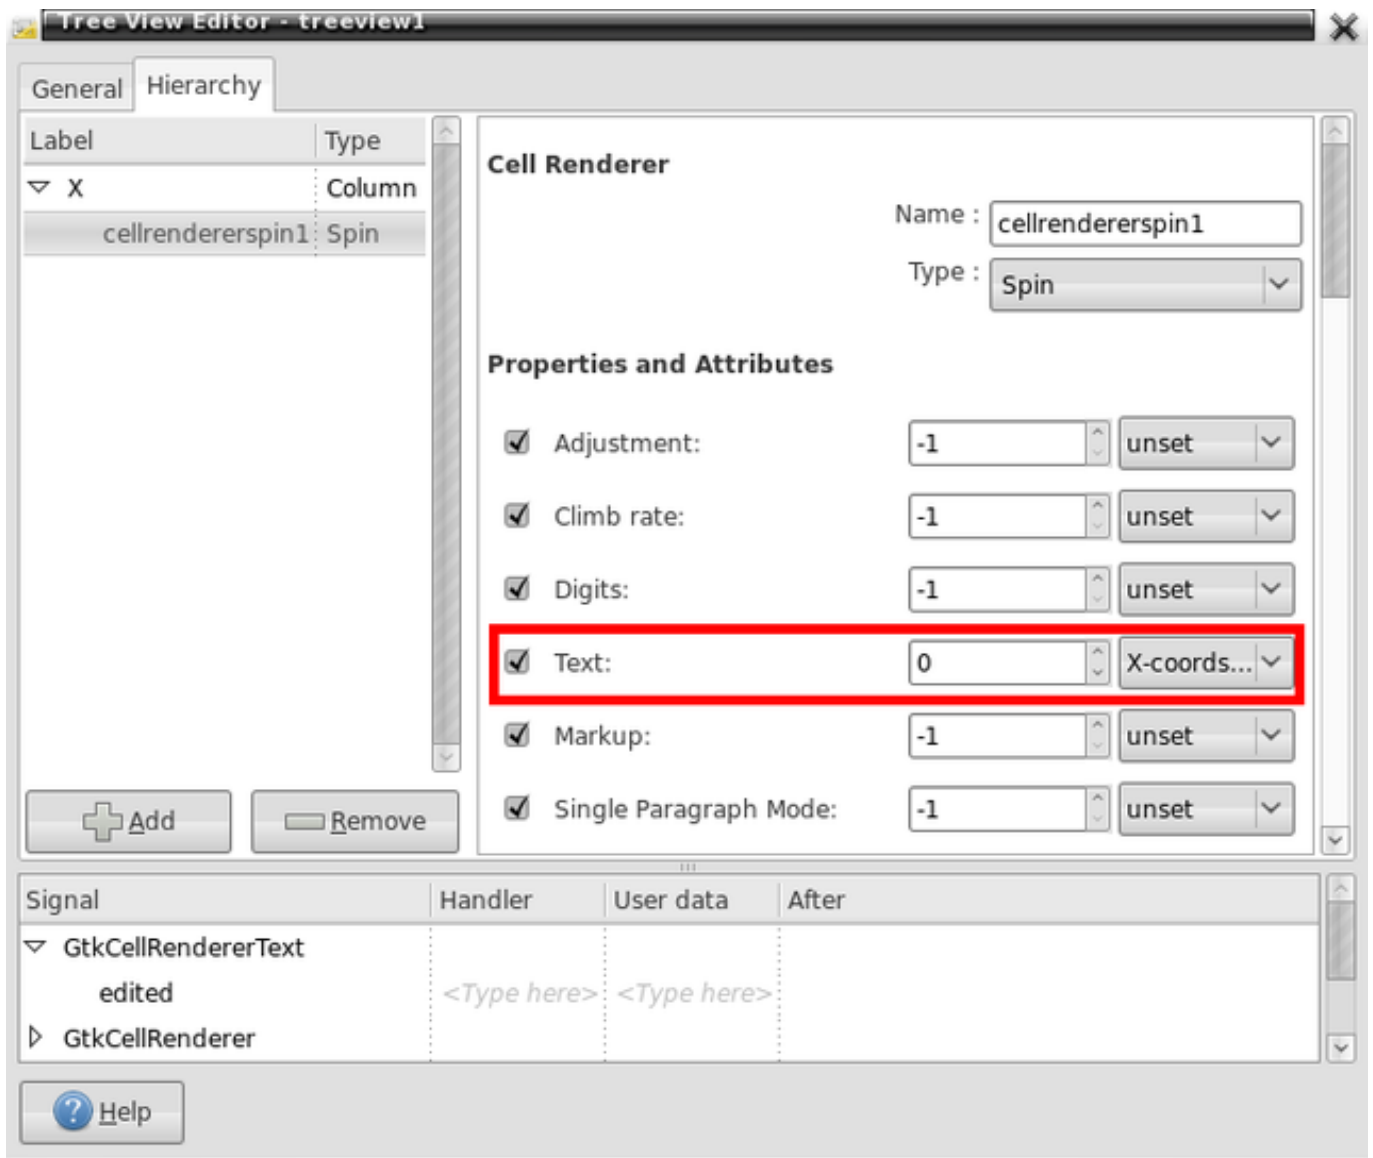 Tree View Editor - treeview1
General Hierarchy
Label Type
X Column
cellrendererspin1 Spin
Add Remove
Cell Renderer
Name : cellrendererspin1
Type : Spin
Properties and Attributes
Adjustment: -1 unset
Climb rate: -1 unset
Digits: -1 unset
Text: 0 X-coords...
Markup: -1 unset
Single Paragraph Mode: -1 unset
Signal Handler User data After
GtkCellRendererText
edited <Type here> <Type here>
GtkCellRenderer
Help